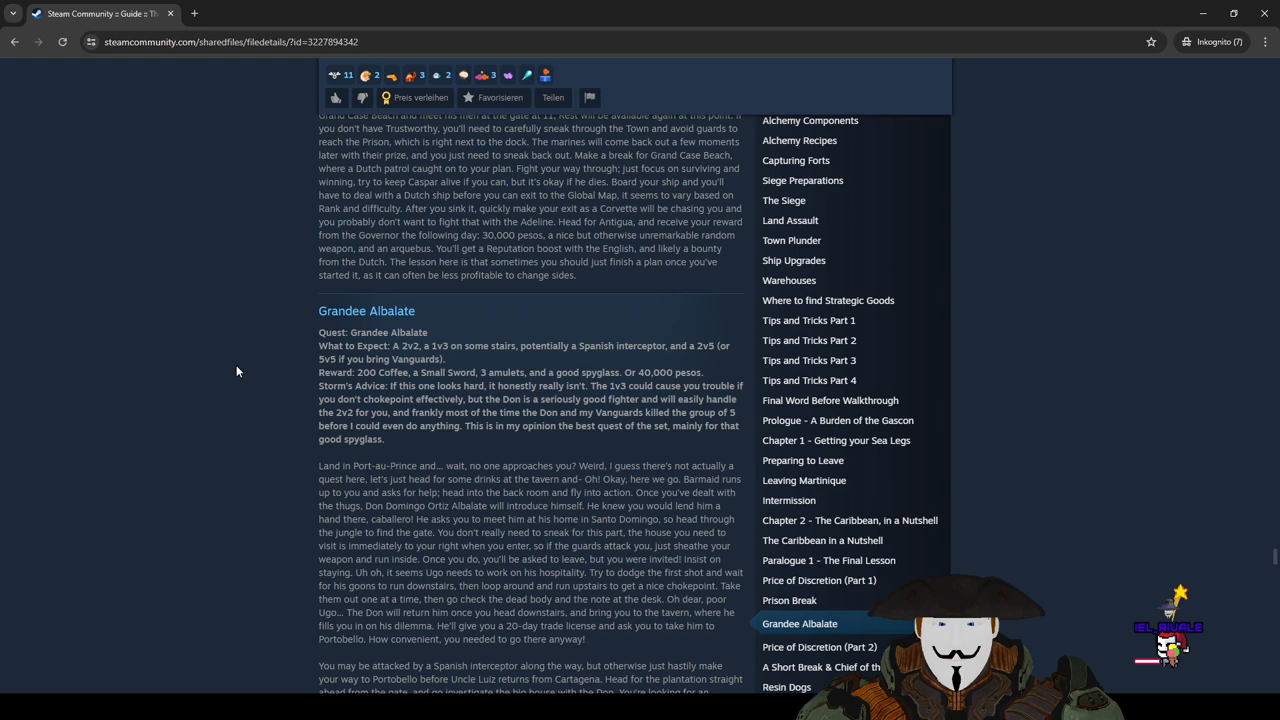 Steam Community :: Guide :: Th
steamcommunity.com/sharedfiles/filedetails/?id=3227894342
Inkognito (7)
11
2
3
2
3
Preis verleihen
Favorisieren
Teilen
Grand Case Beach and meet his men at the gate at 11, Rest will be available again at this point. If
you don't have Trustworthy, you'll need to carefully sneak through the Town and avoid guards to
reach the Prison, which is right next to the dock. The marines will come back out a few moments
later with their prize, and you just need to sneak back out. Make a break for Grand Case Beach,
where a Dutch patrol caught on to your plan. Fight your way through; just focus on surviving and
winning, try to keep Caspar alive if you can, but it's okay if he dies. Board your ship and you'll
have to deal with a Dutch ship before you can exit to the Global Map, it seems to vary based on
Rank and difficulty. After you sink it, quickly make your exit as a Corvette will be chasing you and
you probably don't want to fight that with the Adeline. Head for Antigua, and receive your reward
from the Governor the following day: 30,000 pesos, a nice but otherwise unremarkable random
weapon, and an arquebus. You'll get a Reputation boost with the English, and likely a bounty
from the Dutch. The lesson here is that sometimes you should just finish a plan once you've
started it, as it can often be less profitable to change sides.
Grandee Albalate
Quest: Grandee Albalate
What to Expect: A 2v2, a 1v3 on some stairs, potentially a Spanish interceptor, and a 2v5 (or
5v5 if you bring Vanguards).
Reward: 200 Coffee, a Small Sword, 3 amulets, and a good spyglass. Or 40,000 pesos.
Storm's Advice: If this one looks hard, it honestly really isn't. The 1v3 could cause you trouble if
you don't chokepoint effectively, but the Don is a seriously good fighter and will easily handle
the 2v2 for you, and frankly most of the time the Don and my Vanguards killed the group of 5
before I could even do anything. This is in my opinion the best quest of the set, mainly for that
good spyglass.
Land in Port-au-Prince and... wait, no one approaches you? Weird, I guess there's not actually a
quest here, let's just head for some drinks at the tavern and- Oh! Okay, here we go. Barmaid runs
up to you and asks for help; head into the back room and fly into action. Once you've dealt with
the thugs, Don Domingo Ortiz Albalate will introduce himself. He knew you would lend him a
hand there, caballero! He asks you to meet him at his home in Santo Domingo, so head through
the jungle to find the gate. You don't really need to sneak for this part, the house you need to
visit is immediately to your right when you enter, so if the guards attack you, just sheathe your
weapon and run inside. Once you do, you'll be asked to leave, but you were invited! Insist on
staying. Uh oh, it seems Ugo needs to work on his hospitality. Try to dodge the first shot and wait
for his goons to run downstairs, then loop around and run upstairs to get a nice chokepoint. Take
them out one at a time, then go check the dead body and the note at the desk. Oh dear, poor
Ugo... The Don will return him once you head downstairs, and bring you to the tavern, where he
fills you in on his dilemma. He'll give you a 20-day trade license and ask you to take him to
Portobello. How convenient, you needed to go there anyway!
You may be attacked by a Spanish interceptor along the way, but otherwise just hastily make
your way to Portobello before Uncle Luiz returns from Cartagena. Head for the plantation straight
ahead from the gate, and go investigate the big house with the Don. You're looking for an
Alchemy Components
Alchemy Recipes
Capturing Forts
Siege Preparations
The Siege
Land Assault
Town Plunder
Ship Upgrades
Warehouses
Where to find Strategic Goods
Tips and Tricks Part 1
Tips and Tricks Part 2
Tips and Tricks Part 3
Tips and Tricks Part 4
Final Word Before Walkthrough
Prologue - A Burden of the Gascon
Chapter 1 - Getting your Sea Legs
Preparing to Leave
Leaving Martinique
Intermission
Chapter 2 - The Caribbean, in a Nutshell
The Caribbean in a Nutshell
Paralogue 1 - The Final Lesson
Price of Discretion (Part 1)
Prison Break
Grandee Albalate
Price of Discretion (Part 2)
A Short Break & Chief of th
Resin Dogs
IEL_RIVALE